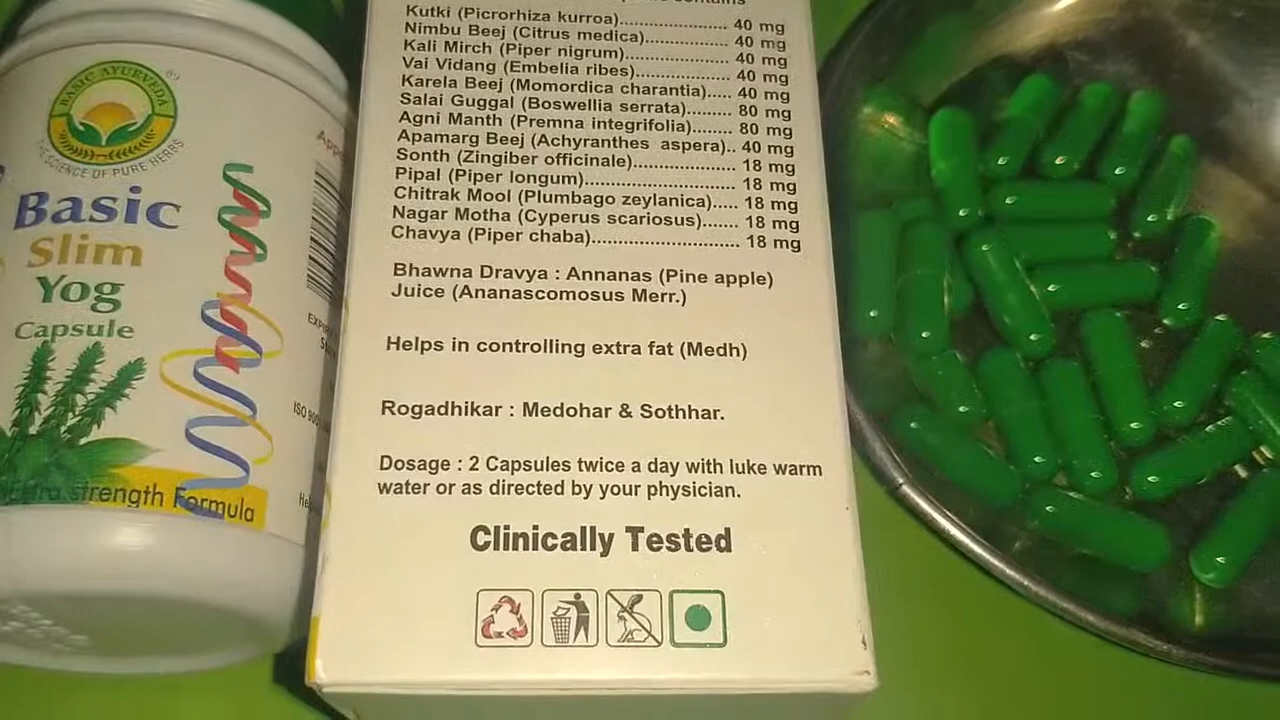 BASIC AYURVEDA
THE SCIENCE OF PURE HERBS
Basic
Slim
Yog
Capsule
strength Formula
ISO
Kutki (Picrorhiza kurroa)........................ 40 mg
Nimbu Beej (Citrus medica).................. 40 mg
Kali Mirch (Piper nigrum)...................... 40 mg
Vai Vidang (Embelia ribes).................... 40 mg
Karela Beej (Momordica charantia)..... 40 mg
Salai Guggal (Boswellia serrata)......... 80 mg
Agni Manth (Premna integrifolia)........ 80 mg
Apamarg Beej (Achyranthes aspera).. 40 mg
Sonth (Zingiber officinale)................... 18 mg
Pipal (Piper longum)............................ 18 mg
Chitrak Mool (Plumbago zeylanica)..... 18 mg
Nagar Motha (Cyperus scariosus)....... 18 mg
Chavya (Piper chaba)........................... 18 mg
Bhawna Dravya : Annanas (Pine apple)
Juice (Ananascomosus Merr.)
Helps in controlling extra fat (Medh)
Rogadhikar : Medohar & Sothhar.
Dosage : 2 Capsules twice a day with luke warm
water or as directed by your physician.
Clinically Tested